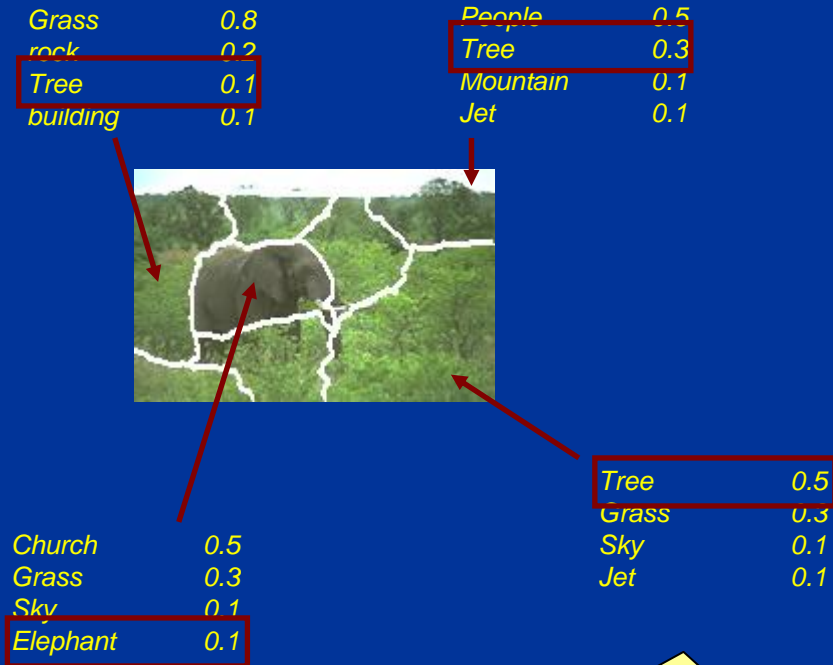 Grass 0.8
rock 0.2
Tree 0.1
building 0.1
People 0.5
Tree 0.3
Mountain 0.1
Jet 0.1
Tree 0.5
Grass 0.3
Sky 0.1
Jet 0.1
Church 0.5
Grass 0.3
Sky 0.1
Elephant 0.1